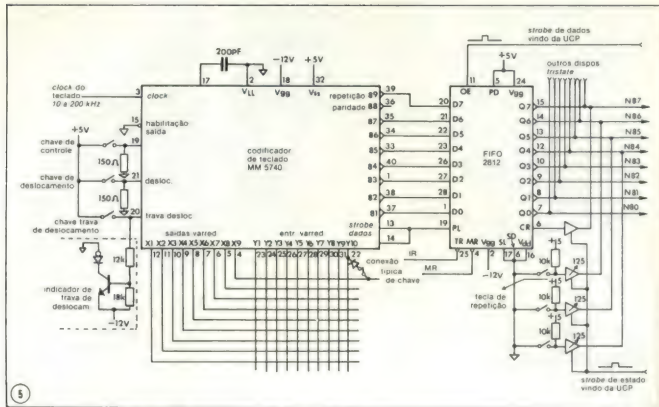 strobe de dados
vindo da UCP
200PF
-12V
+5V
+5V
outros dispos
tristate
17
2
18
32
11
5
24
VLL
Vgg
Vss
OE
PD
Vgg
clock do
teclado
10 a 200 kHz
3
clock
repetição
B9
39
20
D7
Q7
15
NB7
paridade
B8
36
Q6
14
NB6
habilitação
saída
15
B7
35
21
D6
Q5
13
NB5
+5V
B6
34
22
D5
Q4
12
NB4
chave de
controle
19
codificador
de teclado
MM 5740
B5
33
23
D4
FIFO
2812
Q3
10
NB3
150Ω
B4
40
26
D3
Q2
9
NB2
chave de
deslocamento
21
desloc.
B3
1
27
D2
Q1
8
NB1
150Ω
B2
38
28
D1
Q0
7
NB0
20
trava desloc
B1
37
1
D0
CR
6
chave trava
de deslocamento
strobe
dados
13
19
PL
14
saídas varred
entr varred
X1 X2 X3 X4 X5 X6 X7 X8 X9
Y1 Y2 Y3 Y4 Y5 Y6 Y7 Y8 Y9 Y10
12 11 10 9 8 7 6 5 4
23 24 25 26 27 28 29 30 31 22
IR MR Vgg SL SD Vdd
25 4 2 17 6 16
12k
conexão
típica
de chave
IR
MR
-12V
indicador de
trava de
deslocam.
18k
-12V
tecla de
repetição
10k
+5
125
10k
+5
125
10k
+5
125
strobe de estado
vindo da UCP
5